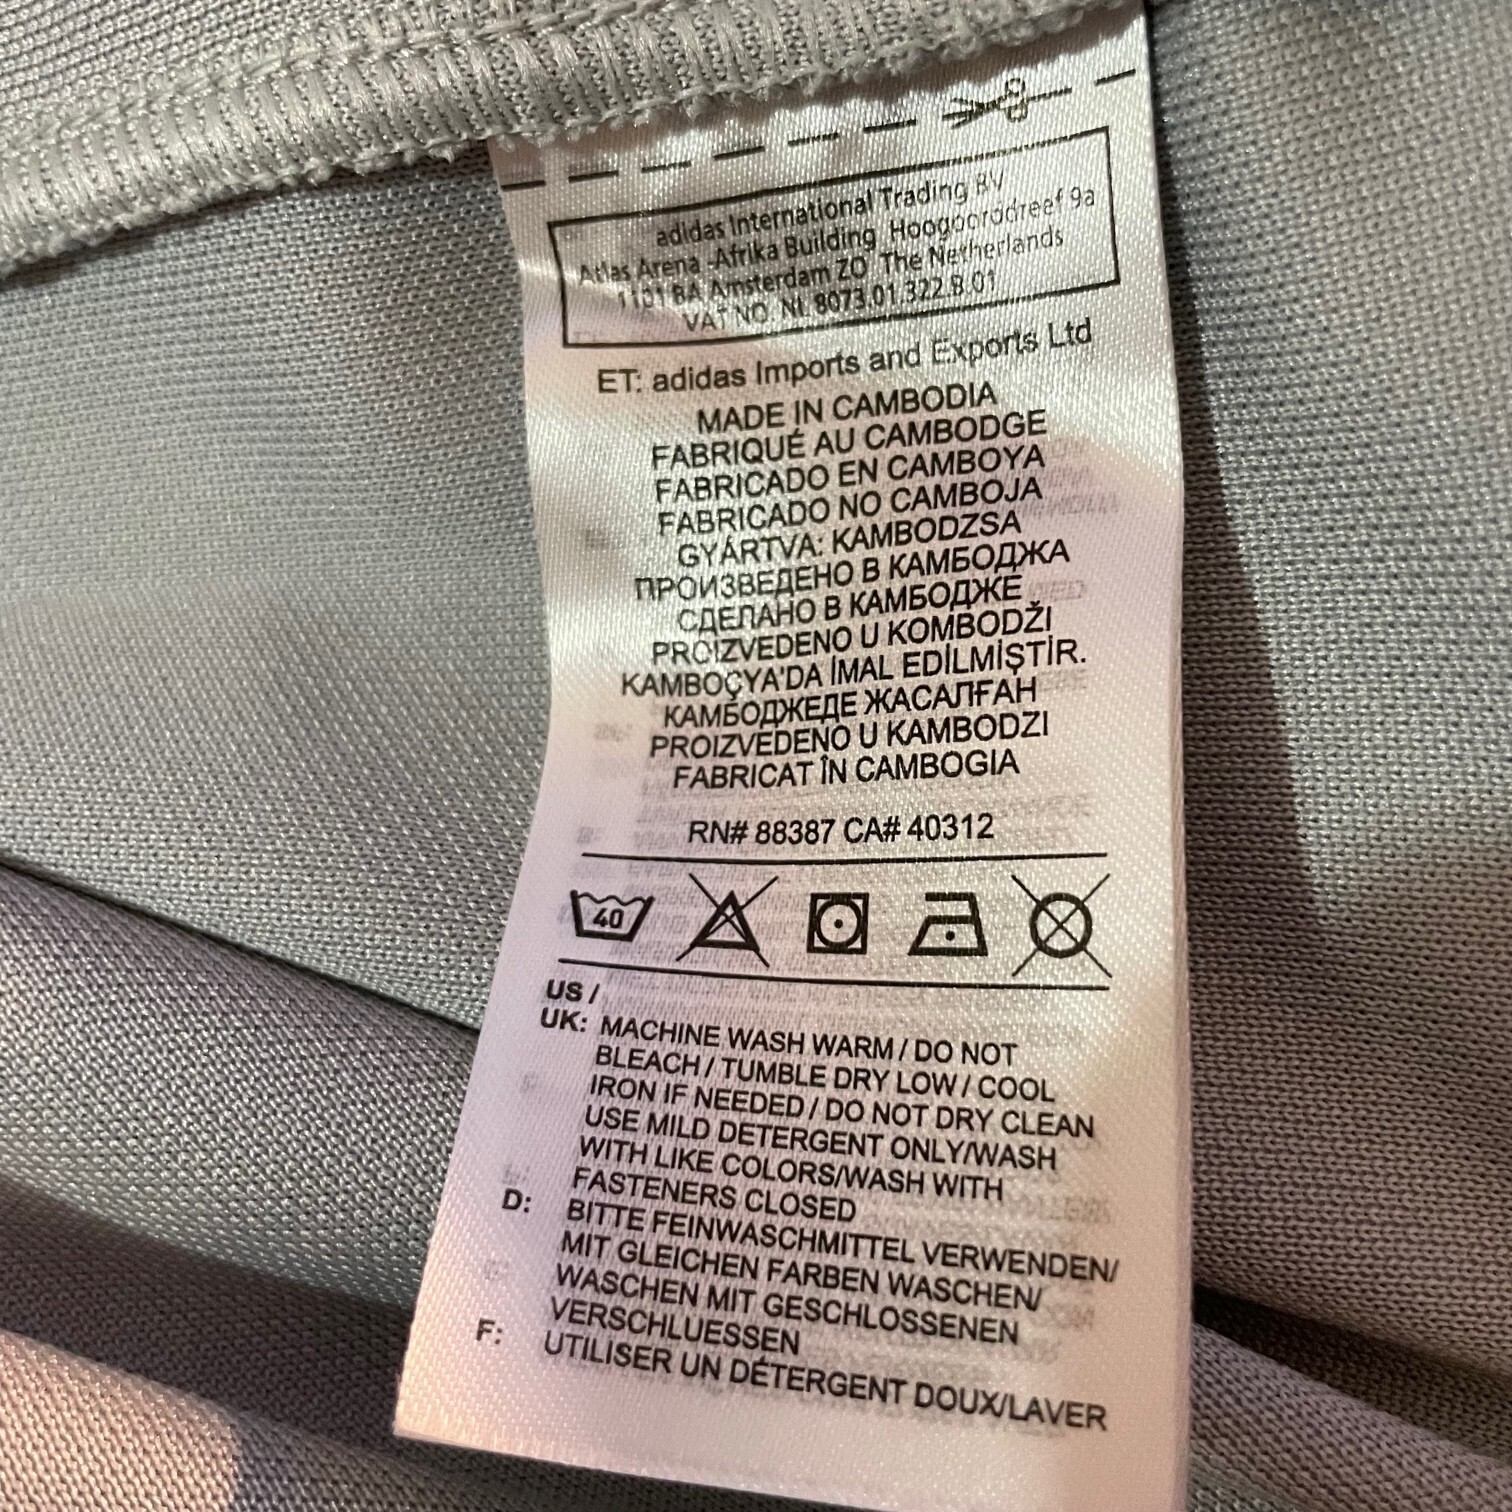 adidas International Trading BV
Atlas Arena -Afrika Building Hoogoorddreef 9a
1101 BA Amsterdam ZO The Netherlands
VAT NO. NL 8073.01.322.B.01
ET: adidas Imports and Exports Ltd
MADE IN CAMBODIA
FABRIQUÉ AU CAMBODGE
FABRICADO EN CAMBOYA
FABRICADO NO CAMBOJA
GYÁRTVA: KAMBODZSA
ПРОИЗВЕДЕНО В КАМБОДЖА
СДЕЛАНО В КАМБОДЖЕ
PROIZVEDENO U KOMBODŽI
KAMBOÇYA'DA İMAL EDİLMİŞTİR.
КАМБОДЖЕДЕ ЖАСАЛҒАН
PROIZVEDENO U KAMBODZI
FABRICAT ÎN CAMBOGIA
RN# 88387 CA# 40312
40
US /
UK: MACHINE WASH WARM / DO NOT
BLEACH / TUMBLE DRY LOW / COOL
IRON IF NEEDED / DO NOT DRY CLEAN
USE MILD DETERGENT ONLY/WASH
WITH LIKE COLORS/WASH WITH
FASTENERS CLOSED
D: BITTE FEINWASCHMITTEL VERWENDEN/
MIT GLEICHEN FARBEN WASCHEN/
WASCHEN MIT GESCHLOSSENEN
VERSCHLUESSEN
F: UTILISER UN DÉTERGENT DOUX/LAVER